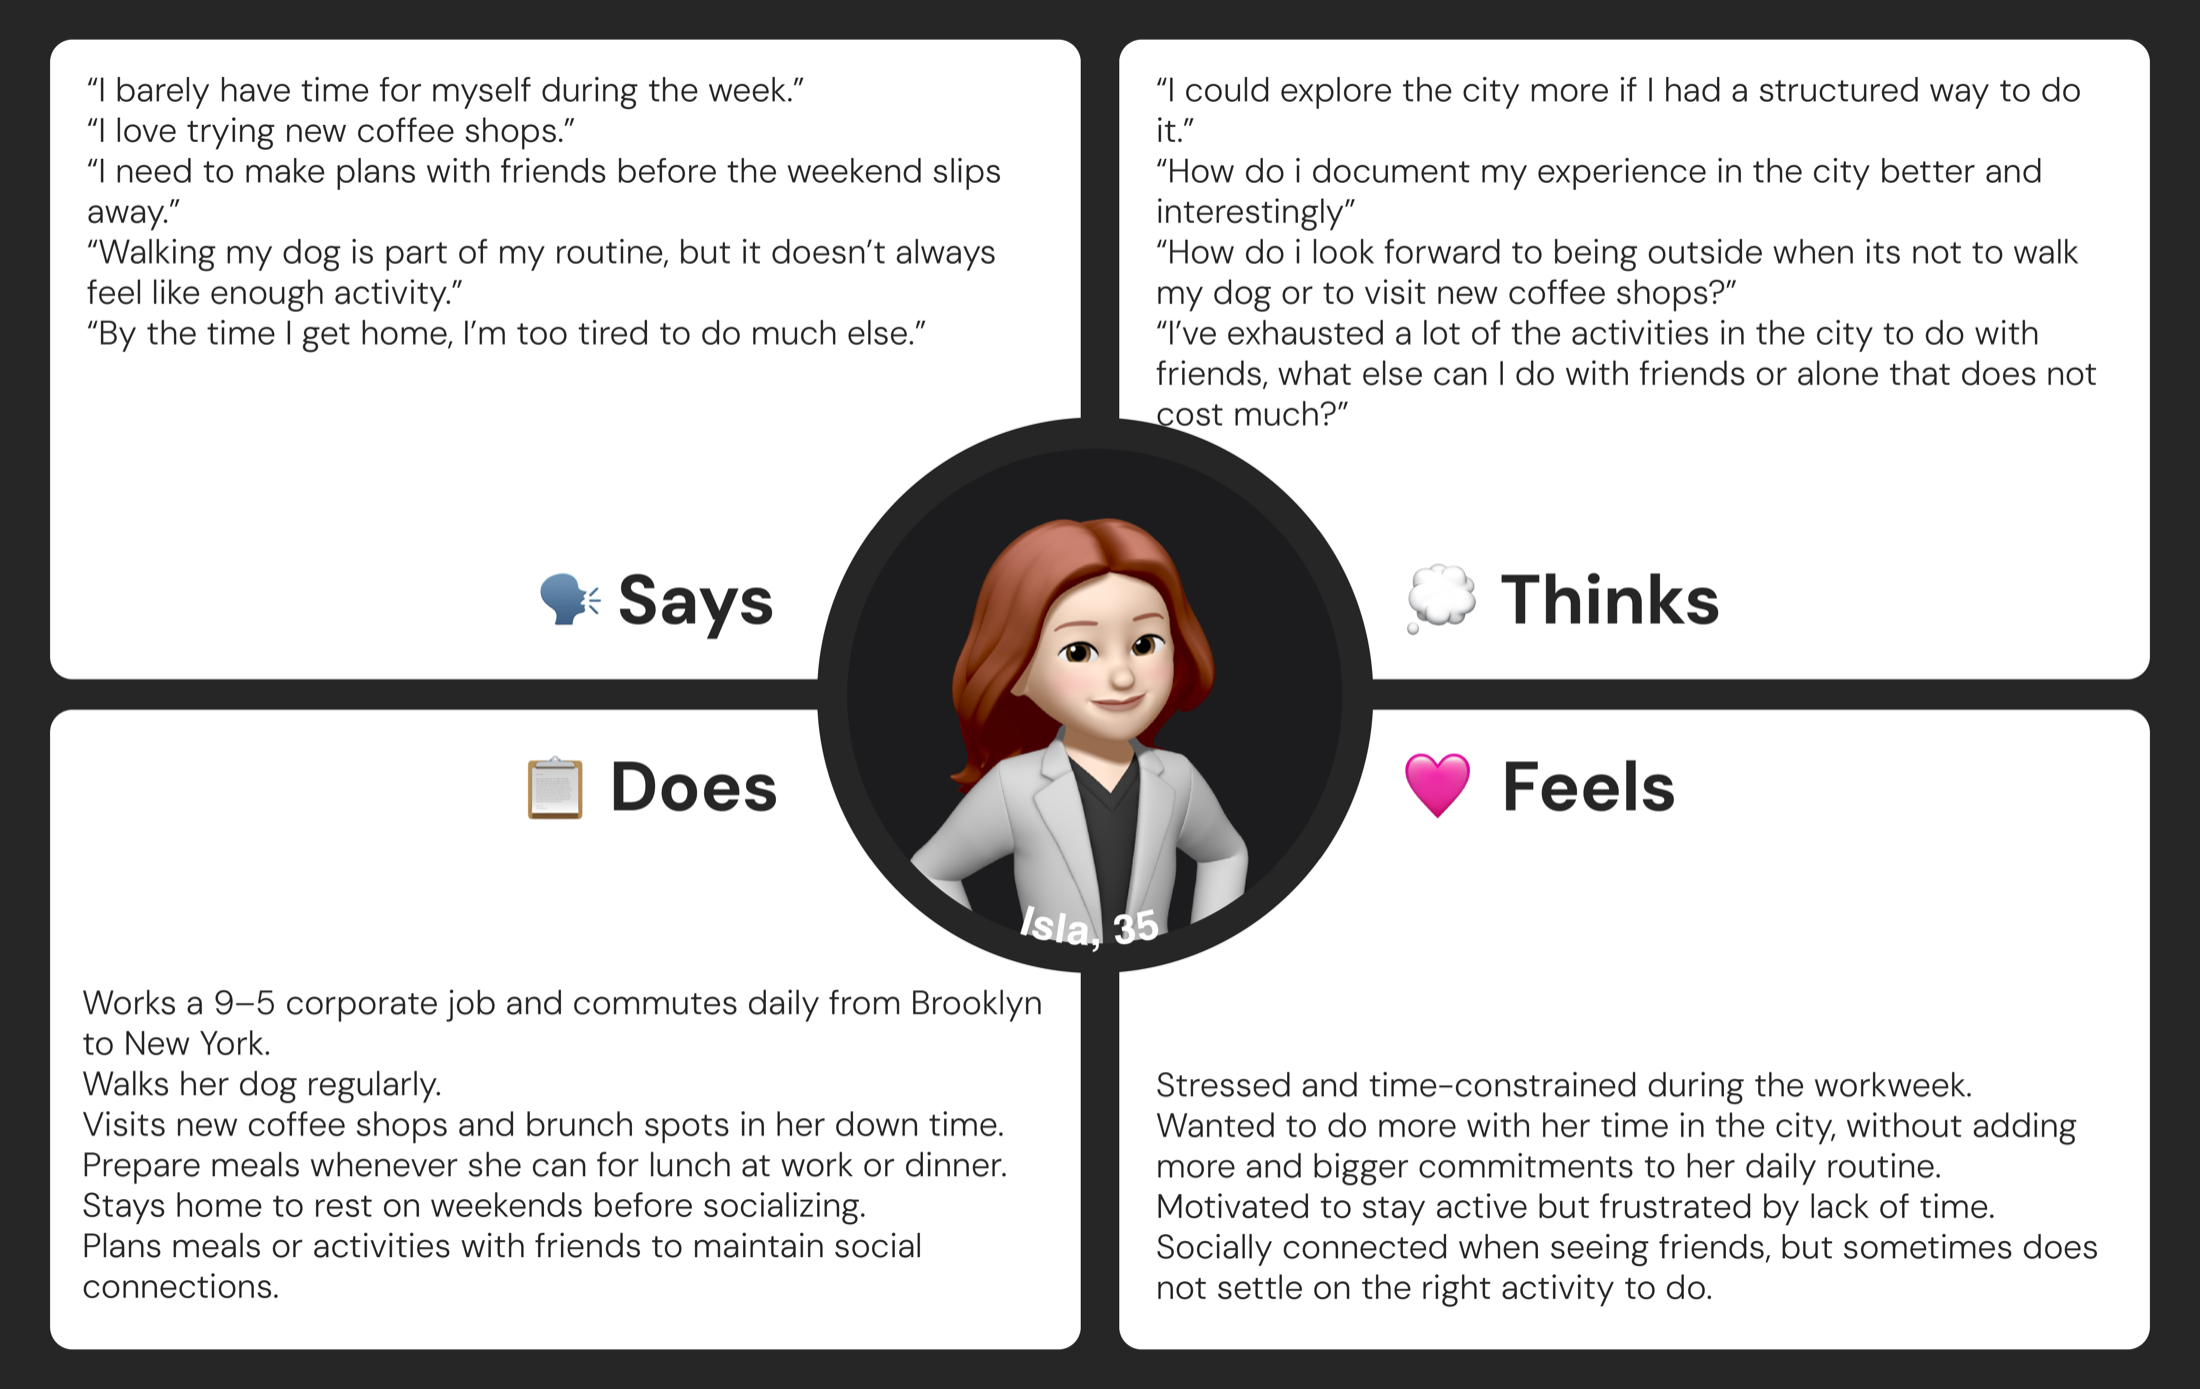 “I barely have time for myself during the week.”
“I love trying new coffee shops.”
“I need to make plans with friends before the weekend slips
away.”
“Walking my dog is part of my routine, but it doesn’t always
feel like enough activity.”
“By the time I get home, I’m too tired to do much else.”
Says
“I could explore the city more if I had a structured way to do
it.”
“How do i document my experience in the city better and
interestingly”
“How do i look forward to being outside when its not to walk
my dog or to visit new coffee shops?”
“I’ve exhausted a lot of the activities in the city to do with
friends, what else can I do with friends or alone that does not
cost much?”
Thinks
Isla, 35
Does
Works a 9–5 corporate job and commutes daily from Brooklyn
to New York.
Walks her dog regularly.
Visits new coffee shops and brunch spots in her down time.
Prepare meals whenever she can for lunch at work or dinner.
Stays home to rest on weekends before socializing.
Plans meals or activities with friends to maintain social
connections.
Feels
Stressed and time-constrained during the workweek.
Wanted to do more with her time in the city, without adding
more and bigger commitments to her daily routine.
Motivated to stay active but frustrated by lack of time.
Socially connected when seeing friends, but sometimes does
not settle on the right activity to do.